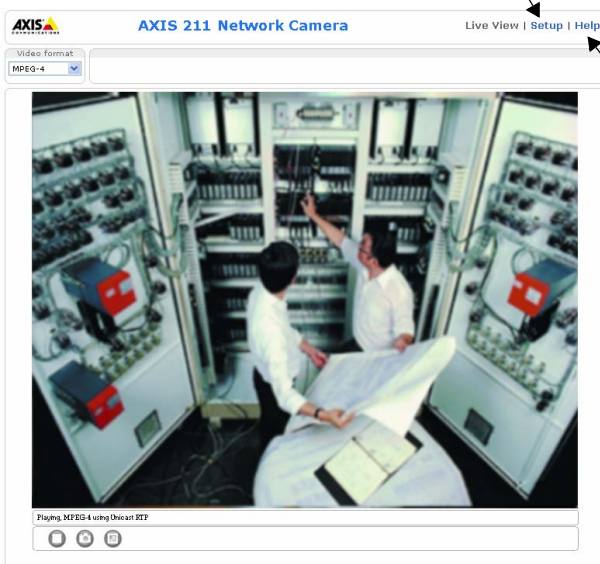 AXIS
COMMUNICATIONS
AXIS 211 Network Camera
Live View | Setup | Help
Video format
MPEG-4
Playing, MPEG-4 using Unicast RTP